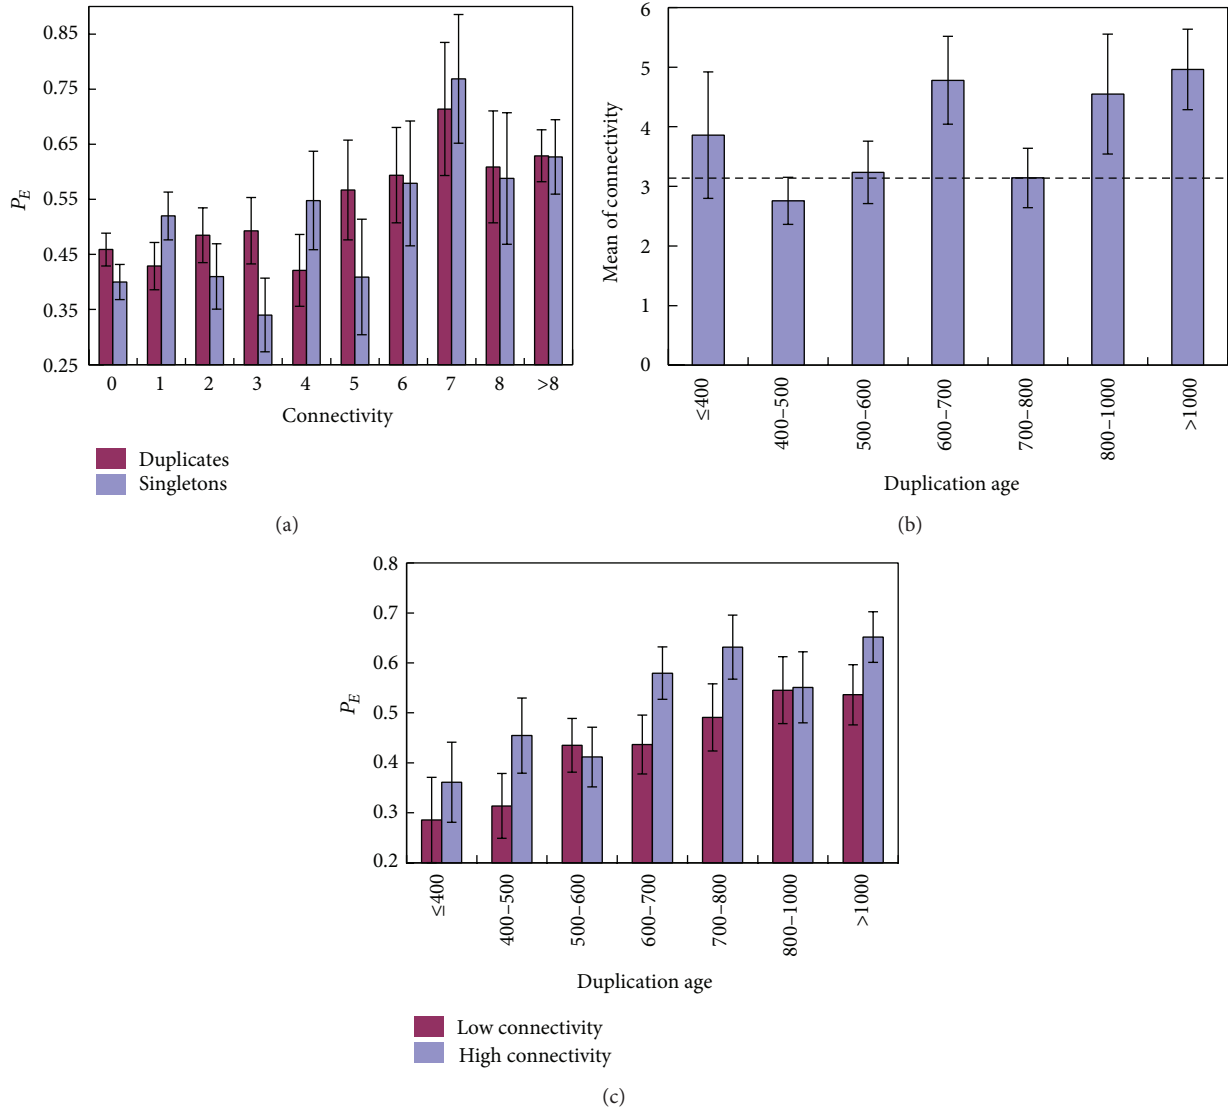 0.85
0.75
0.65
0.55
0.45
0.35
0.25
P_E
0 1 2 3 4 5 6 7 8 >8
Connectivity
Duplicates
Singletons
(a)
6
5
4
3
2
1
0
Mean of connectivity
≤400 400–500 500–600 600–700 700–800 800–1000 >1000
Duplication age
(b)
0.8
0.7
0.6
0.5
0.4
0.3
0.2
P_E
≤400 400–500 500–600 600–700 700–800 800–1000 >1000
Duplication age
Low connectivity
High connectivity
(c)